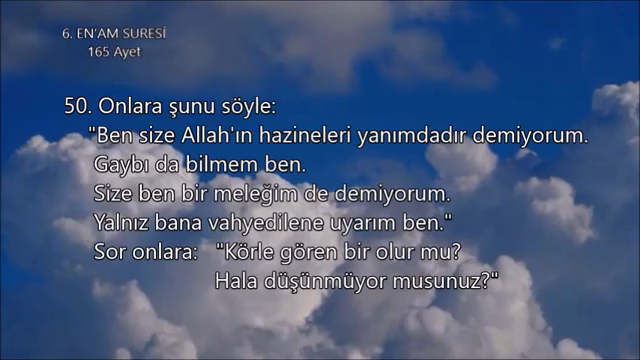 6. EN'AM SURESİ
165 Ayet
50. Onlara şunu söyle:
"Ben size Allah'ın hazineleri yanımdadır demiyorum.
Gaybı da bilmem ben.
Size ben bir meleğim de demiyorum.
Yalnız bana vahyedilene uyarım ben."
Sor onlara: "Körle gören bir olur mu?
Hala düşünmüyor musunuz?"